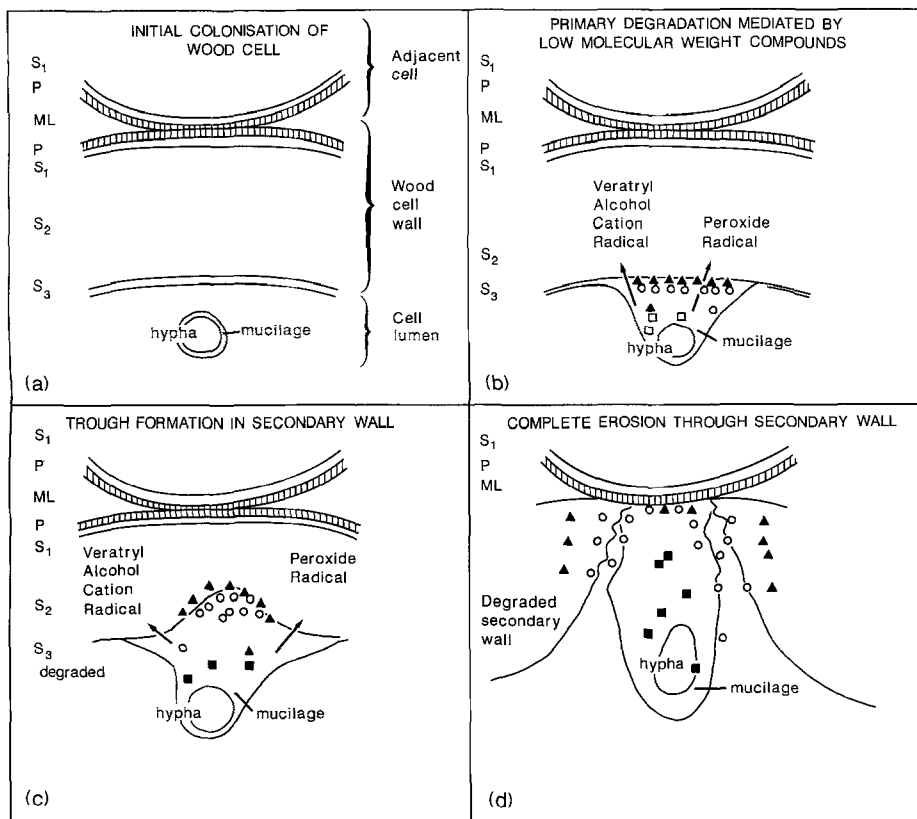 INITIAL COLONISATION OF
WOOD CELL
S₁
P
ML
P
S₁
S₂
S₃
Adjacent
cell
Wood
cell
wall
Cell
lumen
hypha
mucilage
(a)
PRIMARY DEGRADATION MEDIATED BY
LOW MOLECULAR WEIGHT COMPOUNDS
S₁
P
ML
P
S₁
S₂
S₃
Veratryl
Alcohol
Cation
Radical
Peroxide
Radical
hypha
mucilage
(b)
TROUGH FORMATION IN SECONDARY WALL
S₁
P
ML
P
S₁
S₂
S₃
degraded
Veratryl
Alcohol
Cation
Radical
Peroxide
Radical
hypha
mucilage
(c)
COMPLETE EROSION THROUGH SECONDARY WALL
S₁
P
ML
Degraded
secondary
wall
hypha
mucilage
(d)